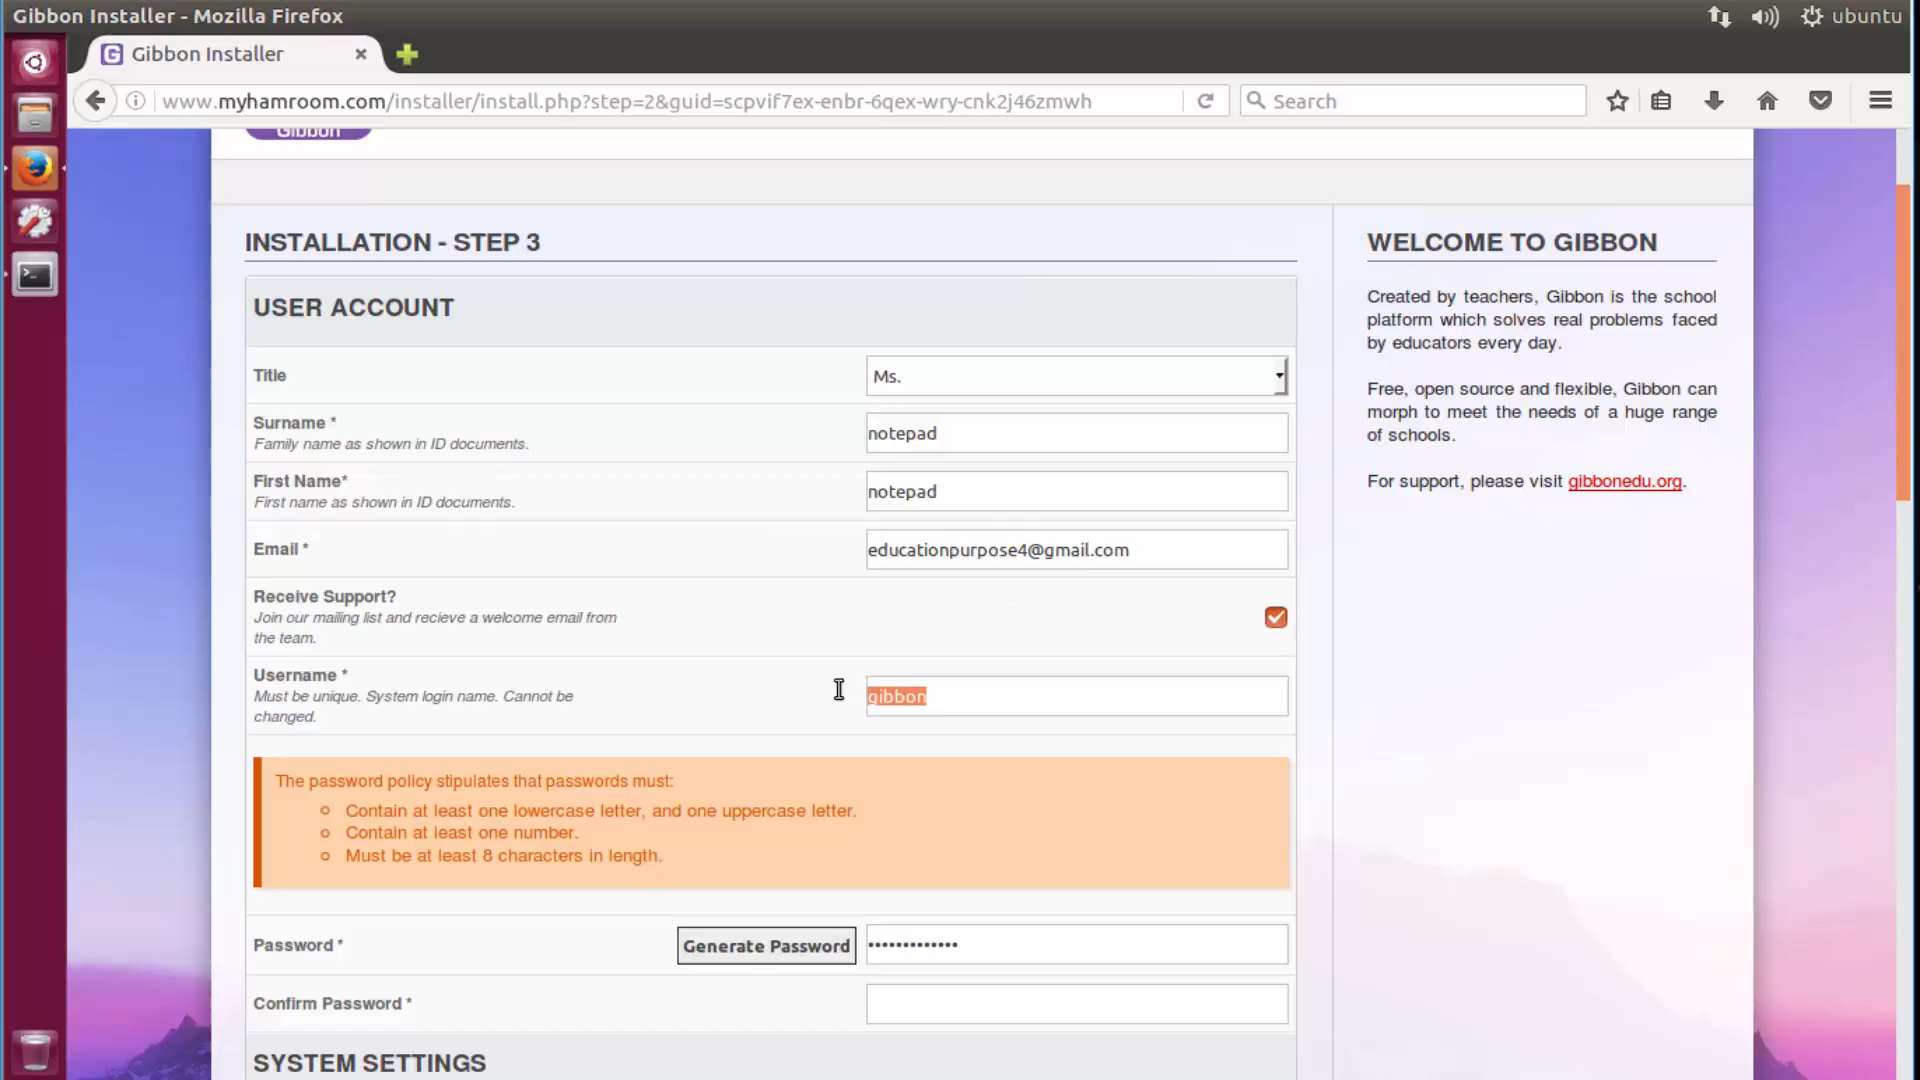 Gibbon Installer - Mozilla Firefox
ubuntu
Gibbon Installer
www.myhamroom.com/installer/install.php?step=2&guid=scpvif7ex-enbr-6qex-wry-cnk2j46zmwh
Search
Gibbon
INSTALLATION - STEP 3
USER ACCOUNT
Title
Ms.
Surname *
Family name as shown in ID documents.
notepad
First Name*
First name as shown in ID documents.
notepad
Email *
educationpurpose4@gmail.com
Receive Support?
Join our mailing list and recieve a welcome email from
the team.
Username *
Must be unique. System login name. Cannot be
changed.
gibbon
The password policy stipulates that passwords must:
Contain at least one lowercase letter, and one uppercase letter.
Contain at least one number.
Must be at least 8 characters in length.
Password *
Generate Password
•••••••••••••
Confirm Password *
SYSTEM SETTINGS
WELCOME TO GIBBON
Created by teachers, Gibbon is the school
platform which solves real problems faced
by educators every day.
Free, open source and flexible, Gibbon can
morph to meet the needs of a huge range
of schools.
For support, please visit gibbonedu.org.